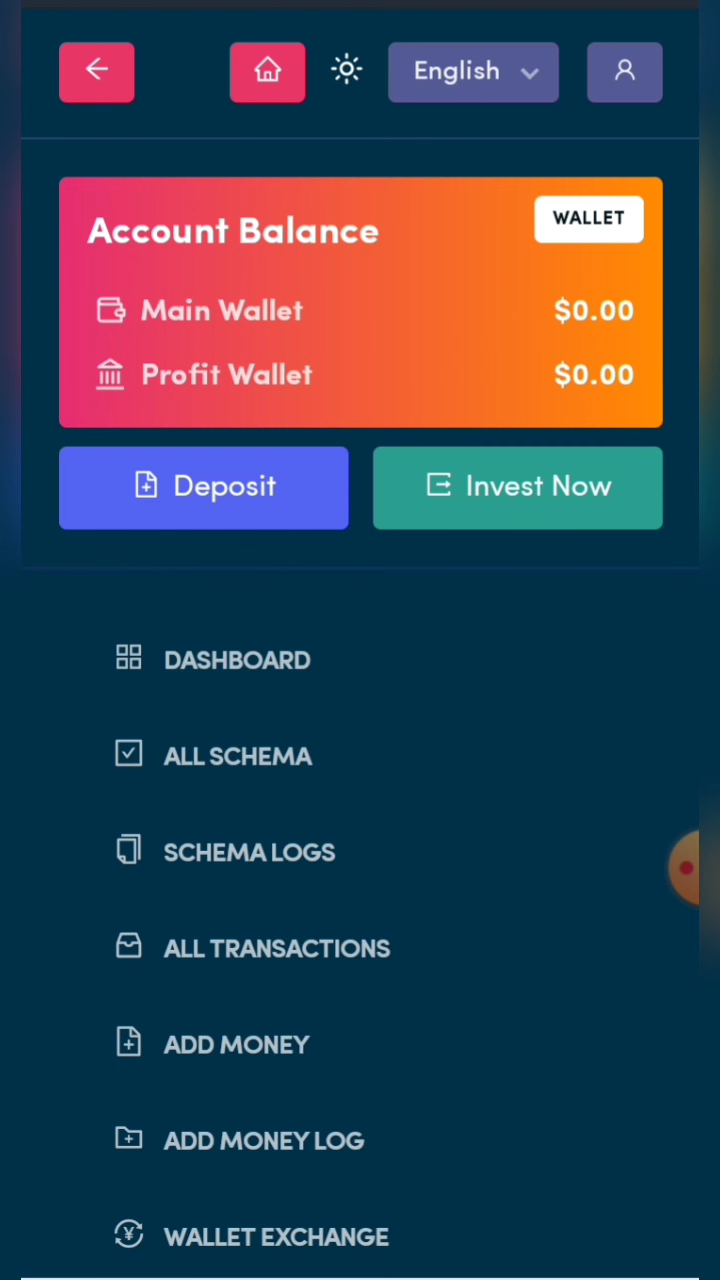 English
WALLET
Account Balance
Main Wallet $0.00
Profit Wallet $0.00
Deposit Invest Now
DASHBOARD
ALL SCHEMA
SCHEMA LOGS
ALL TRANSACTIONS
ADD MONEY
ADD MONEY LOG
WALLET EXCHANGE